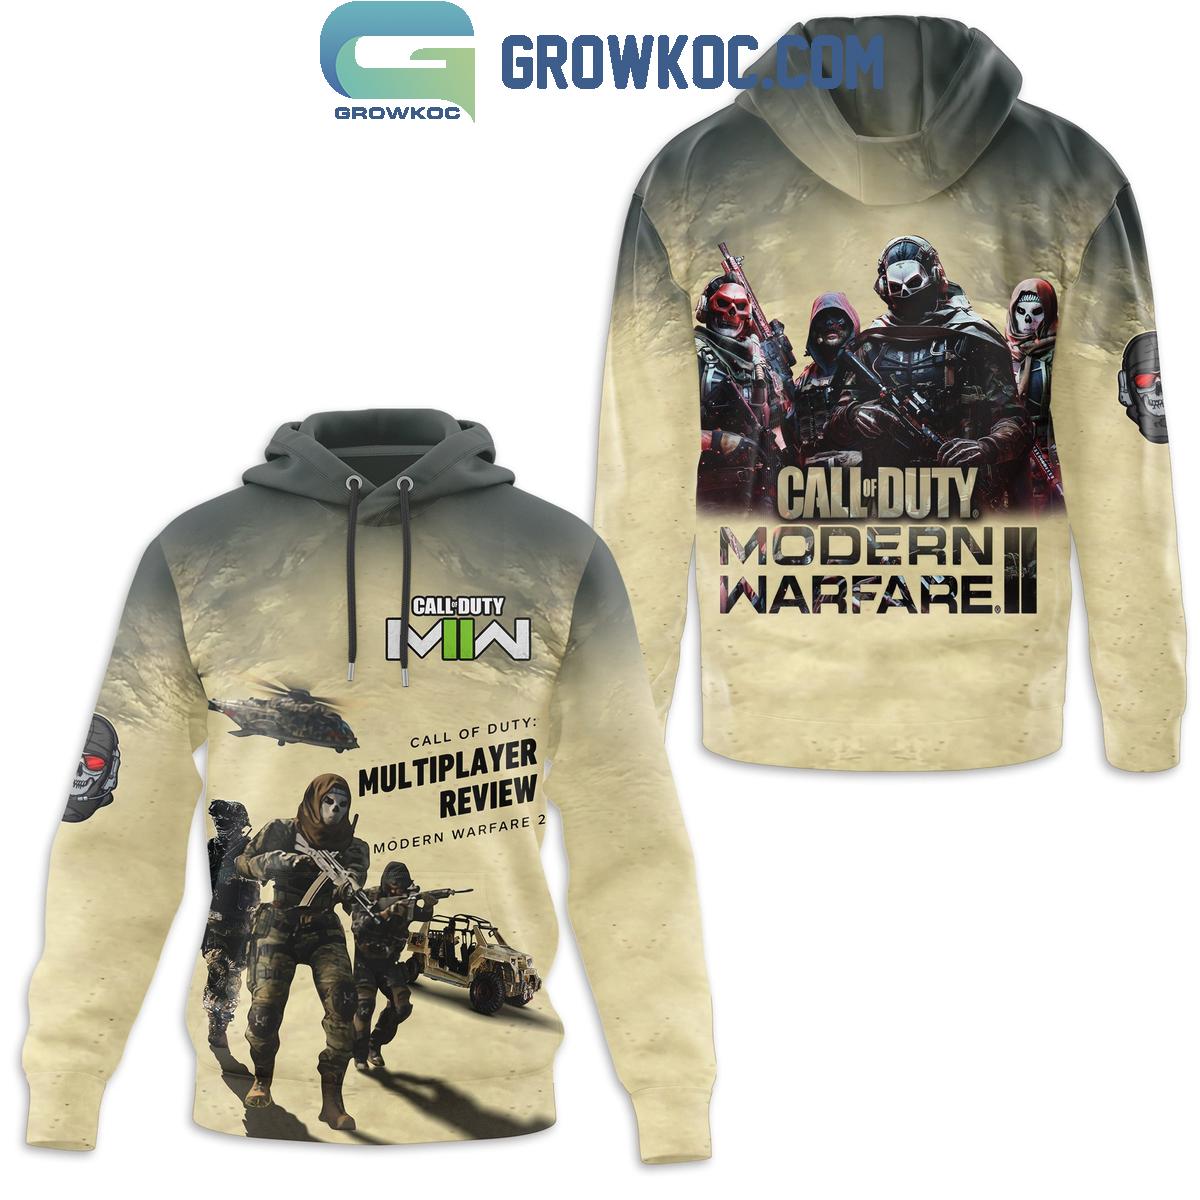 GROWKOC
GROWKOC.COM
CALL OF DUTY
MODERN II
WARFARE
CALL OF DUTY
MIIW
CALL OF DUTY:
MULTIPLAYER
REVIEW
MODERN WARFARE 2